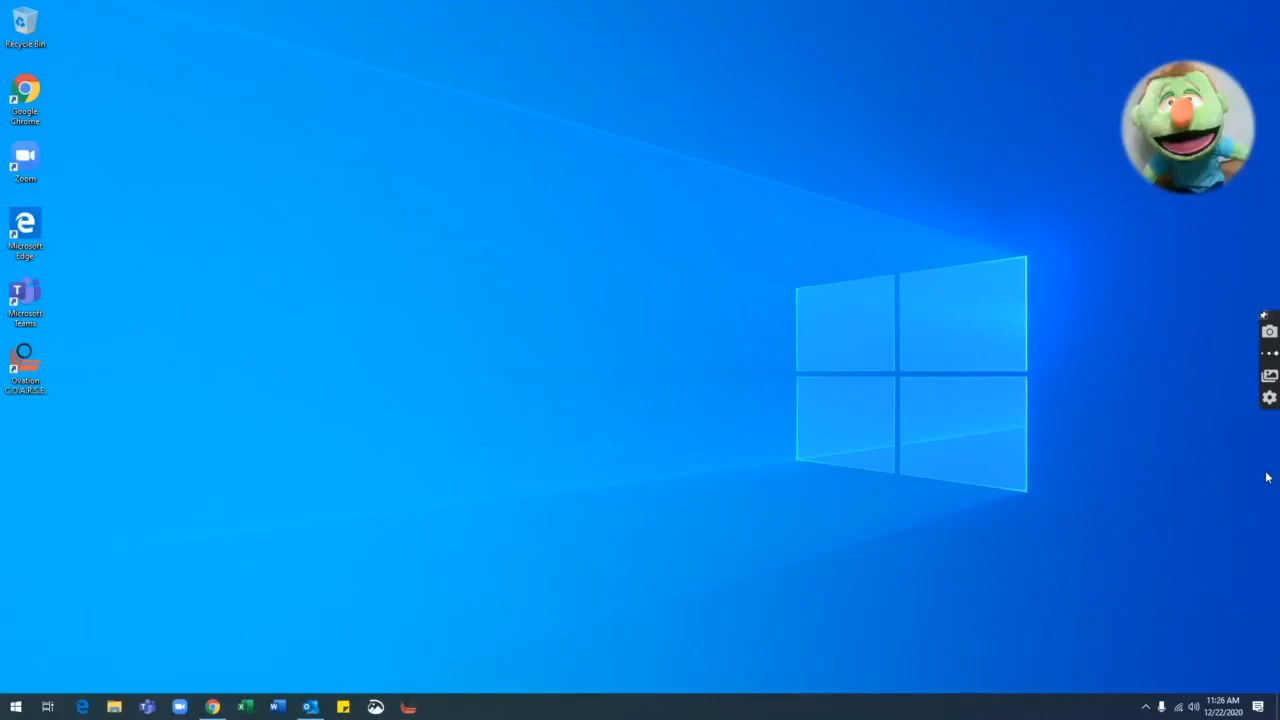 Recycle Bin
Google
Chrome
Zoom
Microsoft
Edge
Microsoft
Teams
Ovation
C.O.A.R.S.E.
11:26 AM
12/22/2020